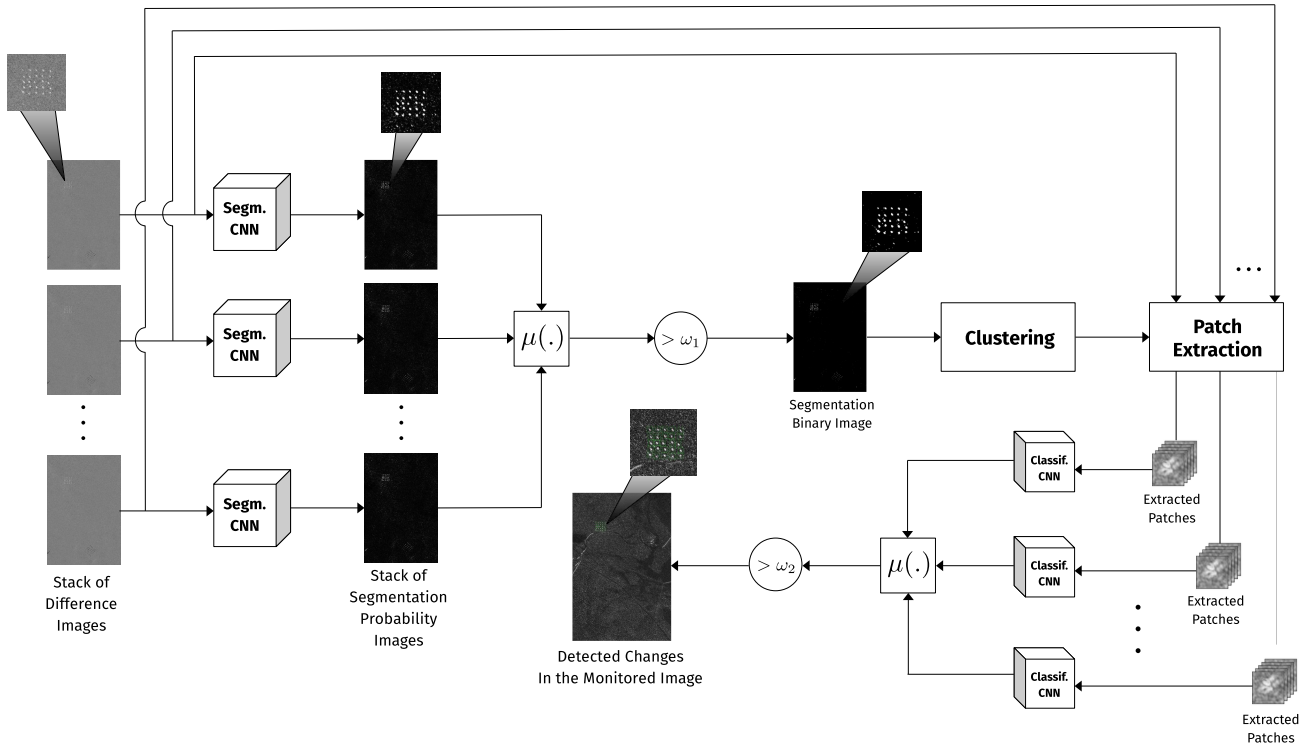 Segm.
CNN
Segm.
CNN
Segm.
CNN
Stack of
Difference
Images
Stack of
Segmentation
Probability
Images
μ(.)
> ω₁
Segmentation
Binary Image
Clustering
...
Patch
Extraction
Extracted
Patches
Extracted
Patches
Extracted
Patches
Classif.
CNN
Classif.
CNN
Classif.
CNN
μ(.)
> ω₂
Detected Changes
In the Monitored Image